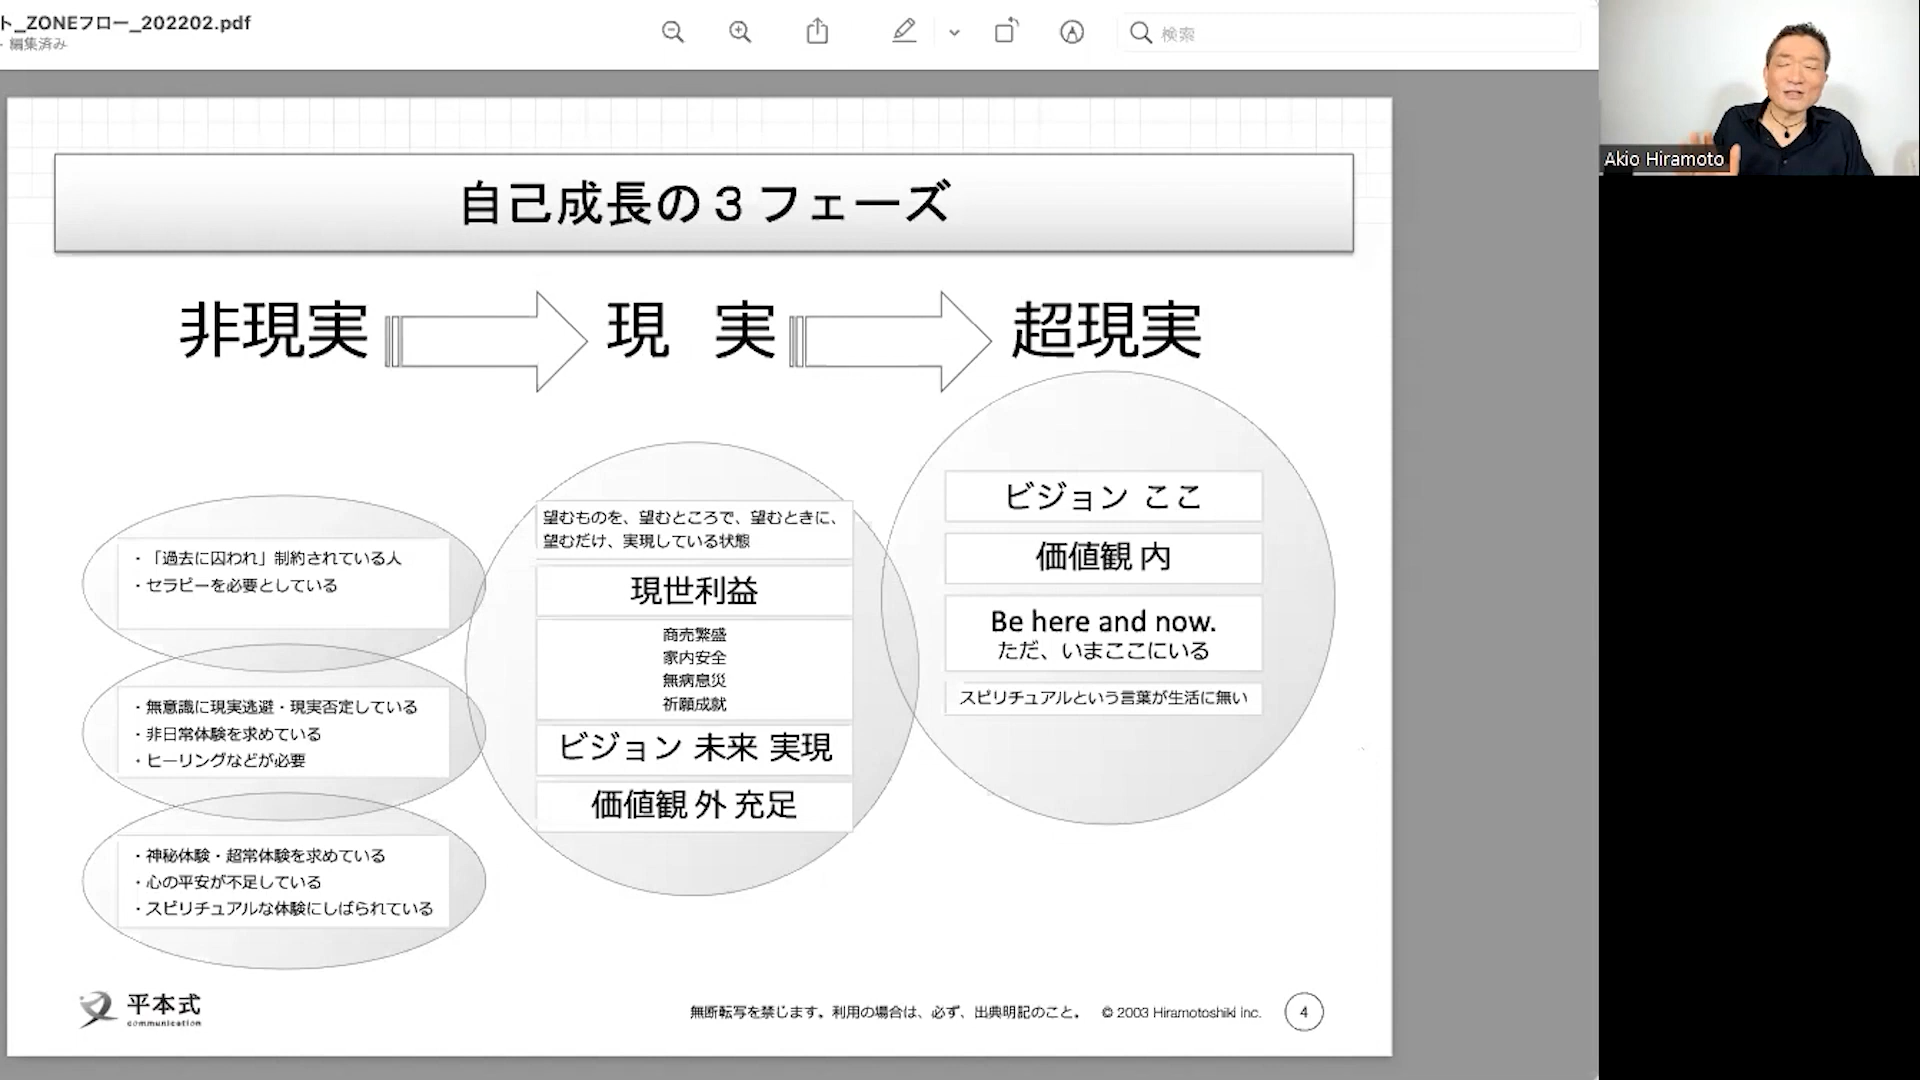 ト_ZONEフロー_202202.pdf
編集済み
検索
Akio Hiramoto
自己成長の3フェーズ
非現実
現 実
超現実
・「過去に囚われ」制約されている人
・セラピーを必要としている
・無意識に現実逃避・現実否定している
・非日常体験を求めている
・ヒーリングなどが必要
・神秘体験・超常体験を求めている
・心の平安が不足している
・スピリチュアルな体験にしばられている
望むものを、望むところで、望むときに、
望むだけ、実現している状態
現世利益
商売繁盛
家内安全
無病息災
祈願成就
ビジョン 未来 実現
価値観 外 充足
ビジョン ここ
価値観 内
Be here and now.
ただ、いまここにいる
スピリチュアルという言葉が生活に無い
平本式
communication
無断転写を禁じます。利用の場合は、必ず、出典明記のこと。 © 2003 Hiramotoshiki Inc.
4